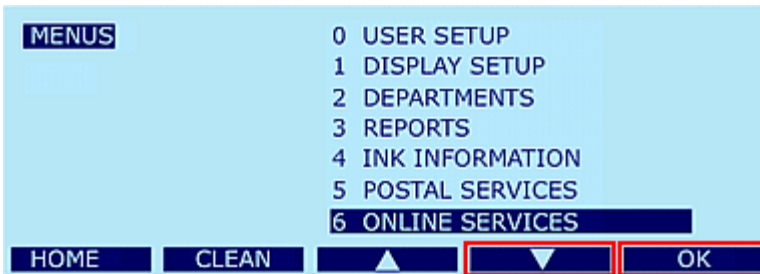 MENUS
0 USER SETUP
1 DISPLAY SETUP
2 DEPARTMENTS
3 REPORTS
4 INK INFORMATION
5 POSTAL SERVICES
6 ONLINE SERVICES
HOME CLEAN ▲ ▼ OK